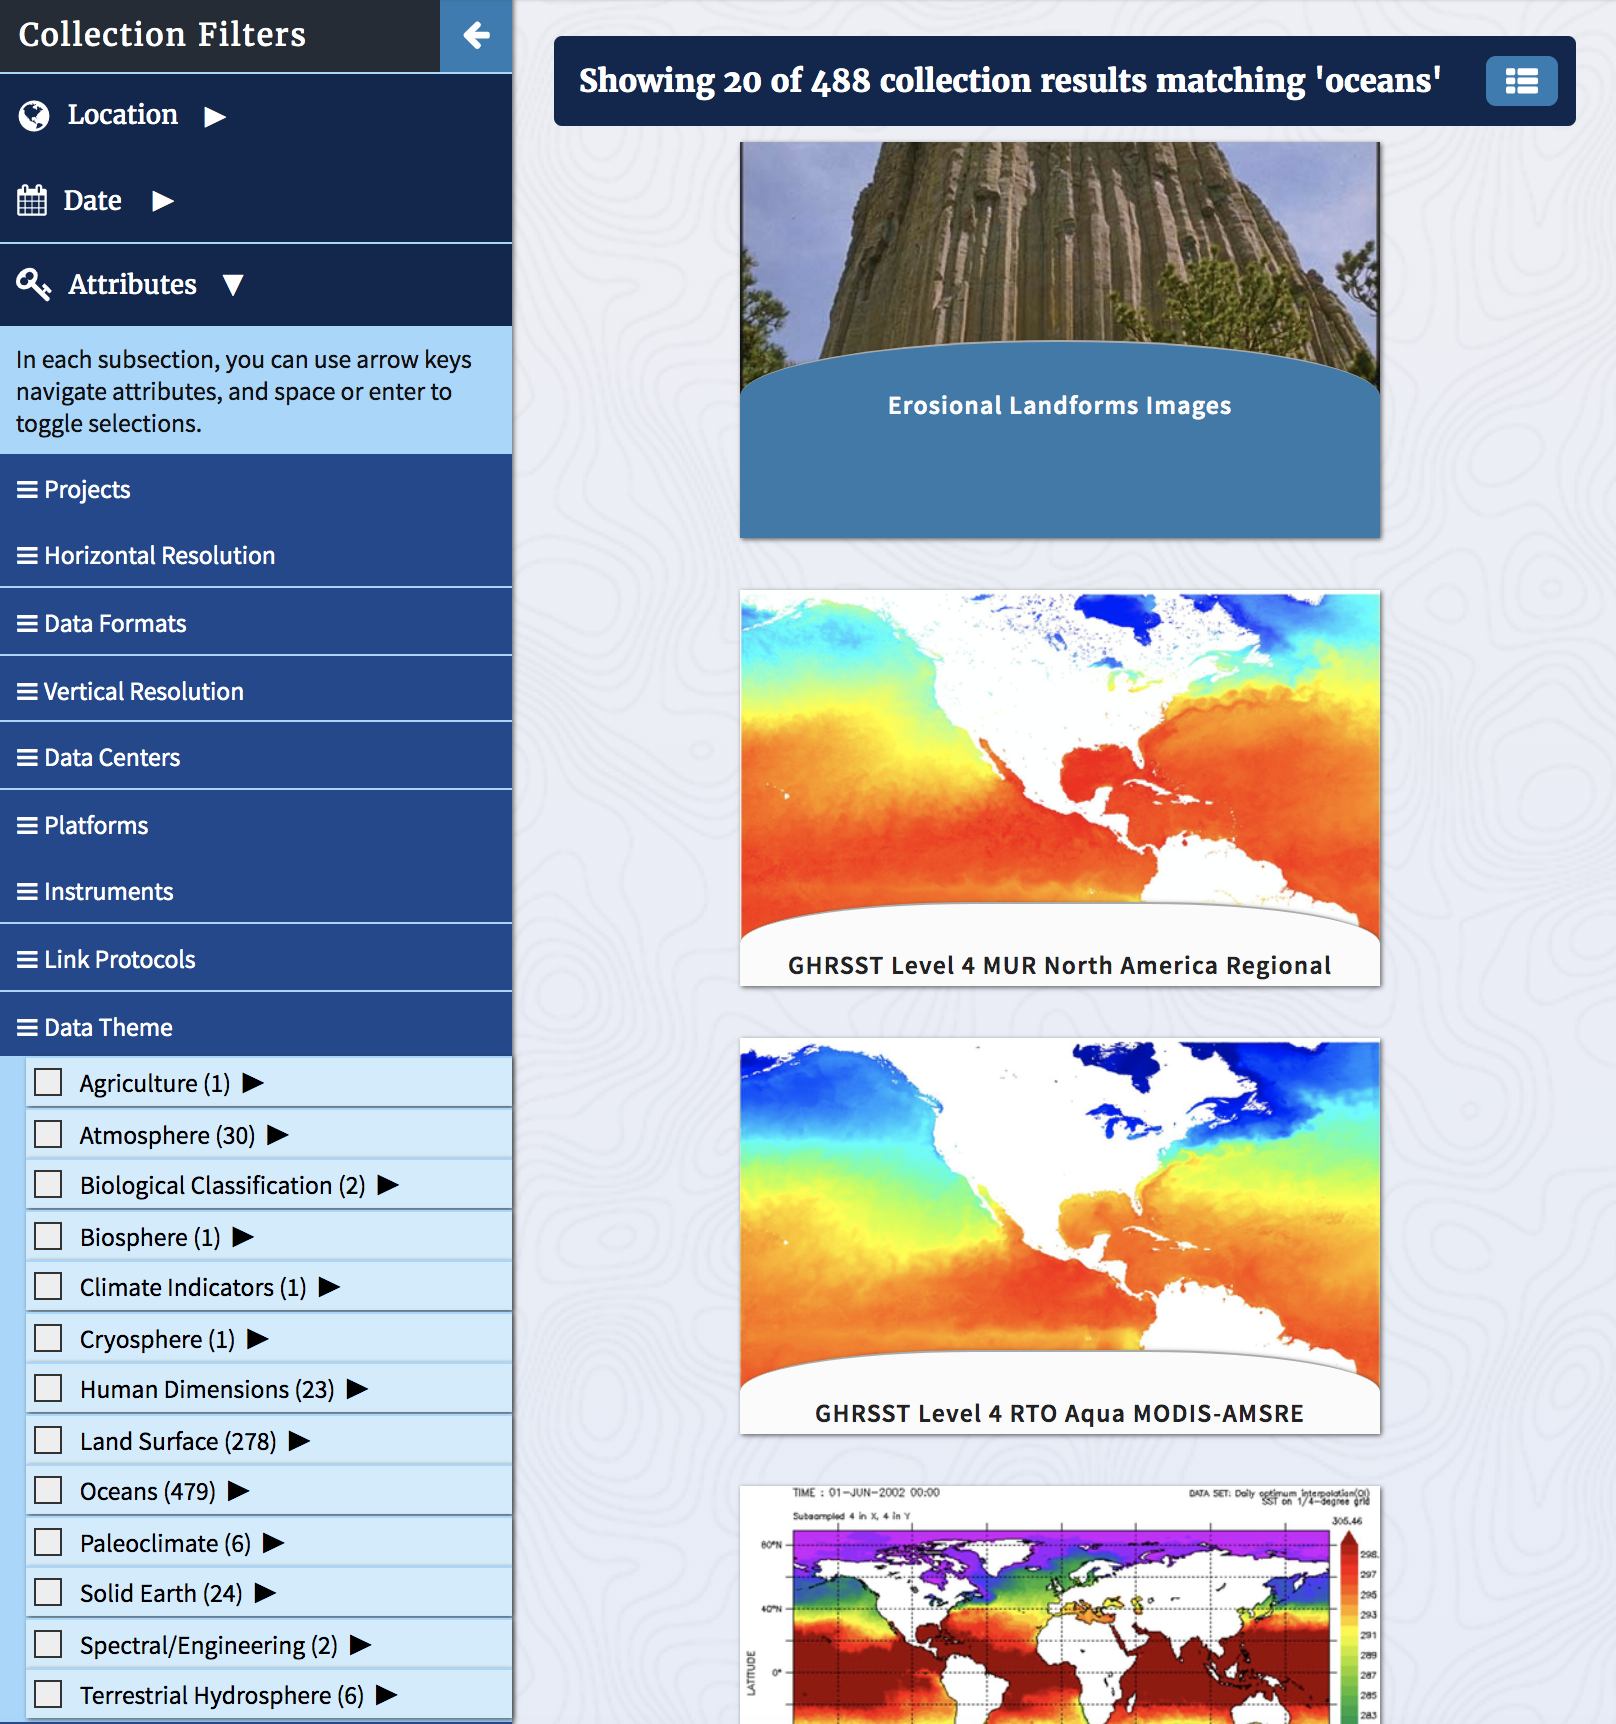 Collection Filters
Location
Date
Attributes
In each subsection, you can use arrow keys
navigate attributes, and space or enter to
toggle selections.
Projects
Horizontal Resolution
Data Formats
Vertical Resolution
Data Centers
Platforms
Instruments
Link Protocols
Data Theme
Agriculture (1)
Atmosphere (30)
Biological Classification (2)
Biosphere (1)
Climate Indicators (1)
Cryosphere (1)
Human Dimensions (23)
Land Surface (278)
Oceans (479)
Paleoclimate (6)
Solid Earth (24)
Spectral/Engineering (2)
Terrestrial Hydrosphere (6)
Showing 20 of 488 collection results matching 'oceans'
Erosional Landforms Images
GHRSST Level 4 MUR North America Regional
GHRSST Level 4 RTO Aqua MODIS-AMSRE
TIME : 01-JUN-2002 00:00
DATA SET: Daily optimum interpolation(OI)
SST on 1/4-degree grid
Subsampled 4 in X, 4 in Y
305.46
80°N
40°N
0°
LATITUDE
298.
297
295
293
291
289
287
285
283